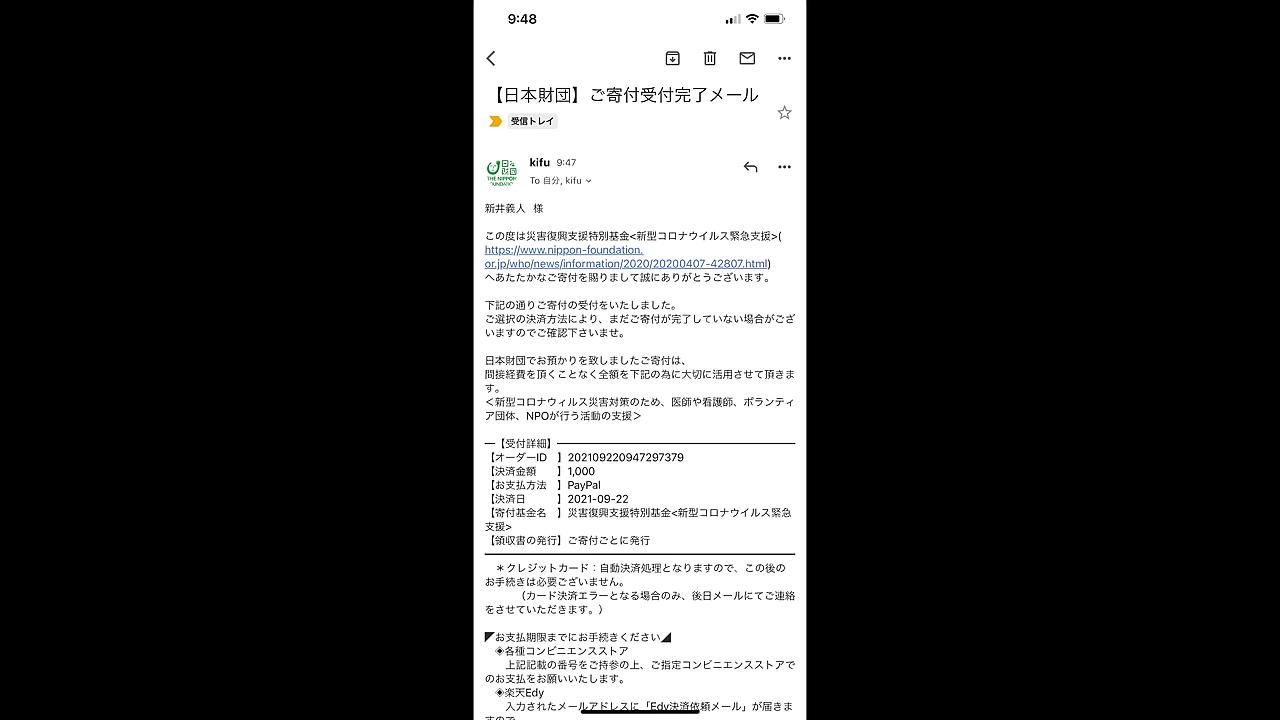 9:48
【日本財団】ご寄付受付完了メール
受信トレイ
日本財団
THE NIPPON
kifu 9:47
To 自分, kifu
新井義人 様
この度は災害復興支援特別基金<新型コロナウイルス緊急支援>(
https://www.nippon-foundation.
or.jp/who/news/information/2020/20200407-42807.html)
へあたたかなご寄付を賜りまして誠にありがとうございます。
下記の通りご寄付の受付をいたしました。
ご選択の決済方法により、まだご寄付が完了していない場合がござ
いますのでご確認下さいませ。
日本財団でお預かりを致しましたご寄付は、
間接経費を頂くことなく全額を下記の為に大切に活用させて頂きま
す。
＜新型コロナウィルス災害対策のため、医師や看護師、ボランティ
ア団体、NPOが行う活動の支援＞
―【受付詳細】―――――――――――――――――――――――
【オーダーID　】202109220947297379
【決済金額　　】1,000
【お支払方法　】PayPal
【決済日　　　】2021-09-22
【寄付基金名　】災害復興支援特別基金<新型コロナウイルス緊急
支援>
【領収書の発行】ご寄付ごとに発行
――――――――――――――――――――――――――――――
＊クレジットカード：自動決済処理となりますので、この後の
お手続きは必要ございません。
（カード決済エラーとなる場合のみ、後日メールにてご連絡
をさせていただきます。）
◤お支払期限までにお手続きください◢
◈各種コンビニエンスストア
上記記載の番号をご持参の上、ご指定コンビニエンスストアで
のお支払をお願いいたします。
◈楽天Edy
入力されたメールアドレスに「Edy決済依頼メール」が届きま
すので